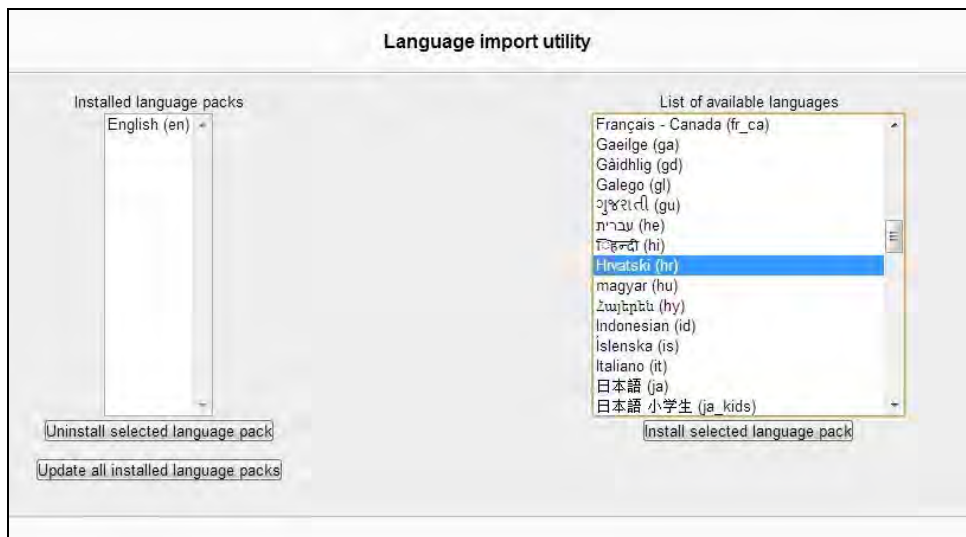 Language import utility
Installed language packs
English (en)
Uninstall selected language pack
Update all installed language packs
List of available languages
Français - Canada (fr_ca)
Gaeilge (ga)
Gàidhlig (gd)
Galego (gl)
ગુજરાતી (gu)
עברית (he)
हिन्दी (hi)
Hrvatski (hr)
magyar (hu)
Հայերեն (hy)
Indonesian (id)
Íslenska (is)
Italiano (it)
日本語 (ja)
日本語 小学生 (ja_kids)
Install selected language pack